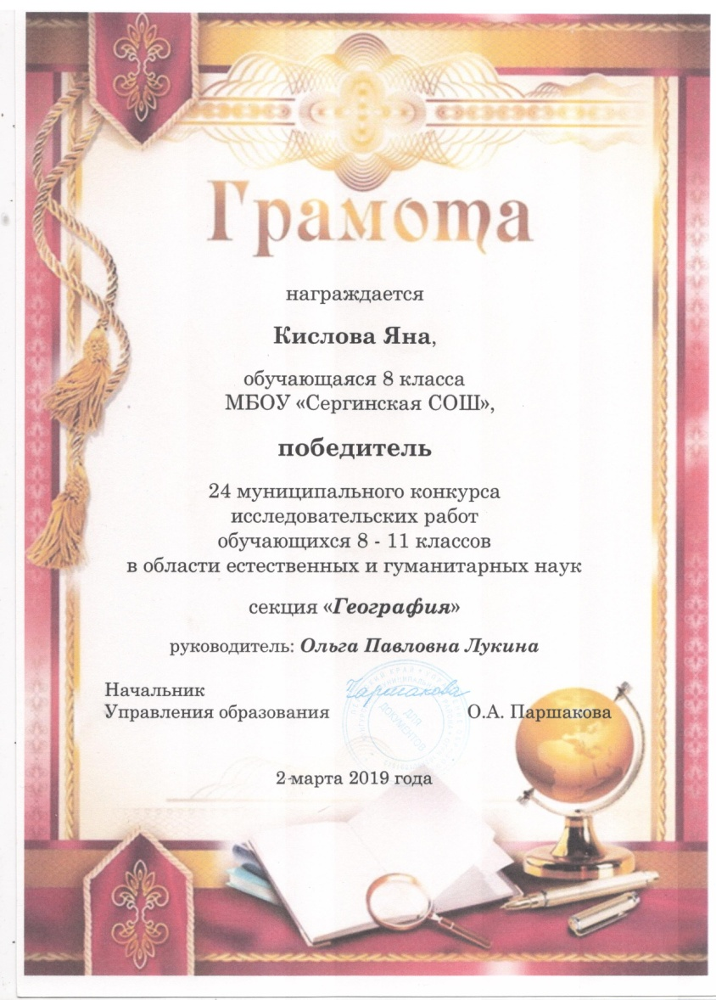 Грамота
награждается
Кислова Яна,
обучающаяся 8 класса
МБОУ «Сергинская СОШ»,
победитель
24 муниципального конкурса
исследовательских работ
обучающихся 8 - 11 классов
в области естественных и гуманитарных наук
секция «География»
руководитель: Ольга Павловна Лукина
Начальник
Управления образования
Паршакова
О.А. Паршакова
ДЛЯ
ДОКУМЕНТОВ
2 марта 2019 года